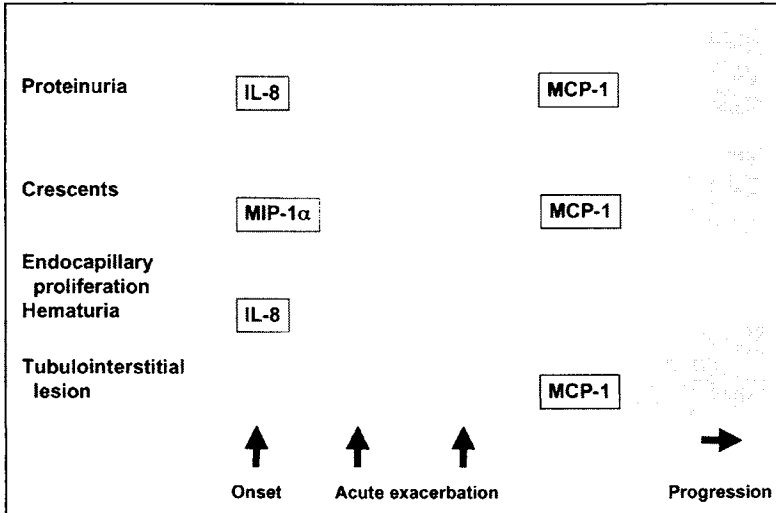 Proteinuria IL-8 MCP-1
Crescents
MIP-1α MCP-1
Endocapillary
proliferation
Hematuria IL-8
Tubulointerstitial
lesion MCP-1
Onset Acute exacerbation Progression